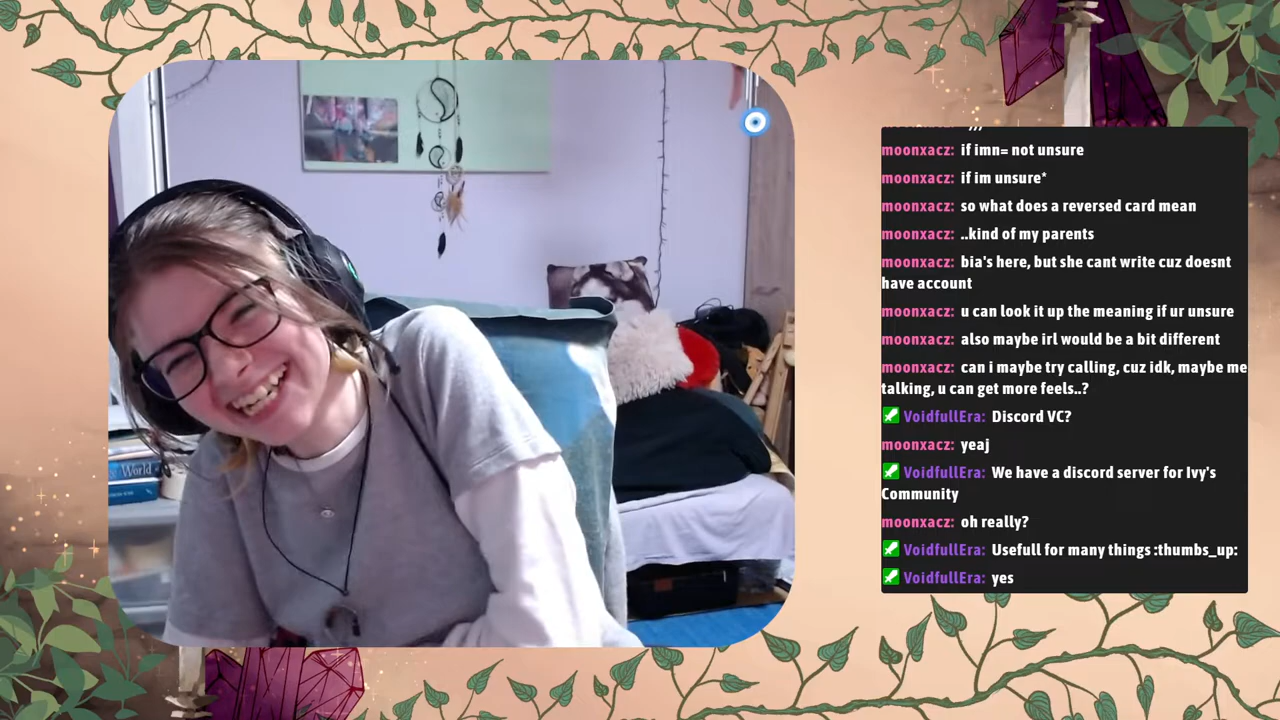 moonxacz: if imn= not unsure
moonxacz: if im unsure*
moonxacz: so what does a reversed card mean
moonxacz: ..kind of my parents
moonxacz: bia's here, but she cant write cuz doesnt
have account
moonxacz: u can look it up the meaning if ur unsure
moonxacz: also maybe irl would be a bit different
moonxacz: can i maybe try calling, cuz idk, maybe me
talking, u can get more feels..?
VoidfullEra: Discord VC?
moonxacz: yeaj
VoidfullEra: We have a discord server for Ivy's
Community
moonxacz: oh really?
VoidfullEra: Usefull for many things :thumbs_up:
VoidfullEra: yes
World